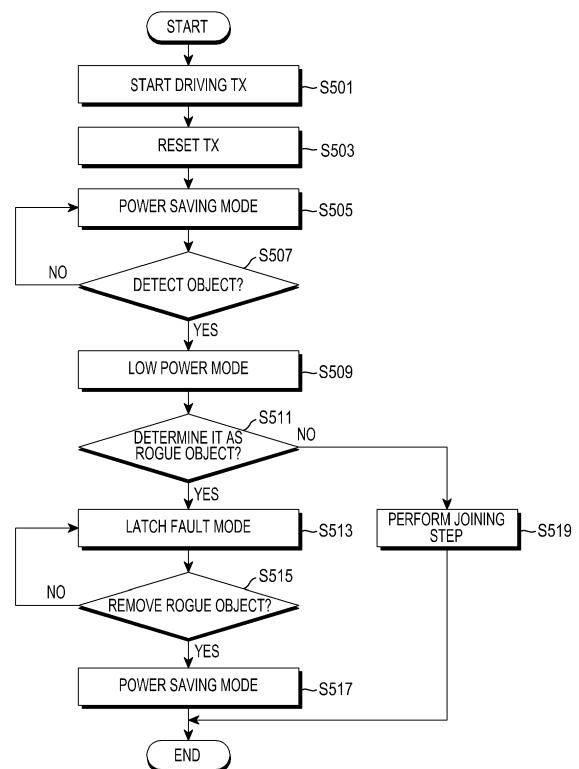 START
START DRIVING TX
S501
RESET TX
S503
POWER SAVING MODE
S505
S507
NO
DETECT OBJECT?
YES
LOW POWER MODE
S509
S511
NO
DETERMINE IT AS
ROGUE OBJECT?
YES
LATCH FAULT MODE
S513
PERFORM JOINING
STEP
S519
S515
NO
REMOVE ROGUE OBJECT?
YES
POWER SAVING MODE
S517
END